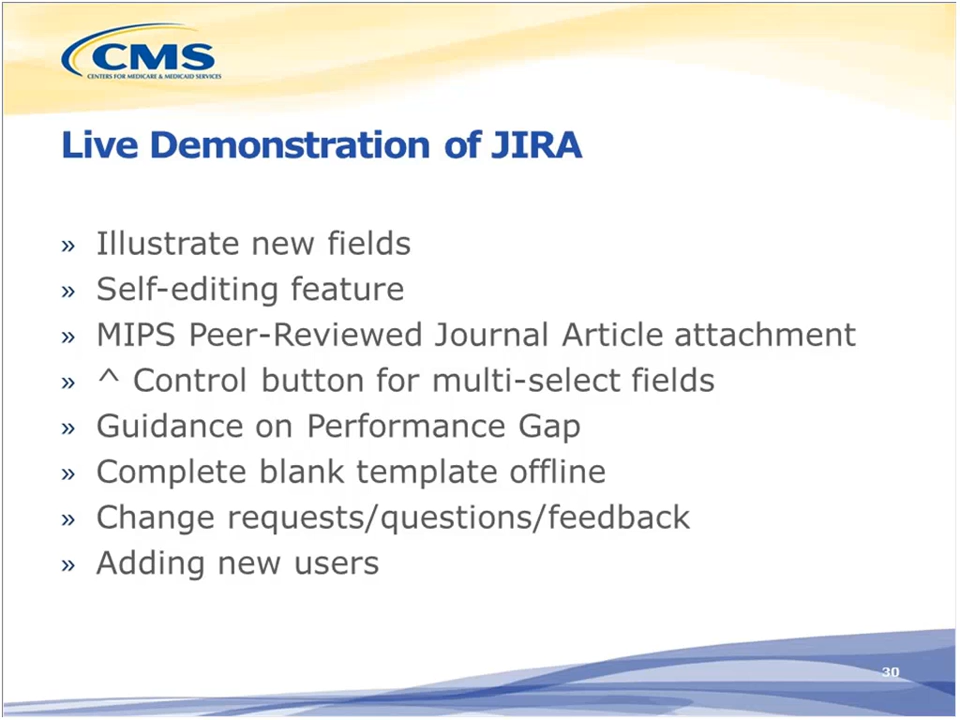 CMS
CENTERS FOR MEDICARE & MEDICAID SERVICES
Live Demonstration of JIRA
» Illustrate new fields
» Self-editing feature
» MIPS Peer-Reviewed Journal Article attachment
» ^ Control button for multi-select fields
» Guidance on Performance Gap
» Complete blank template offline
» Change requests/questions/feedback
» Adding new users
30